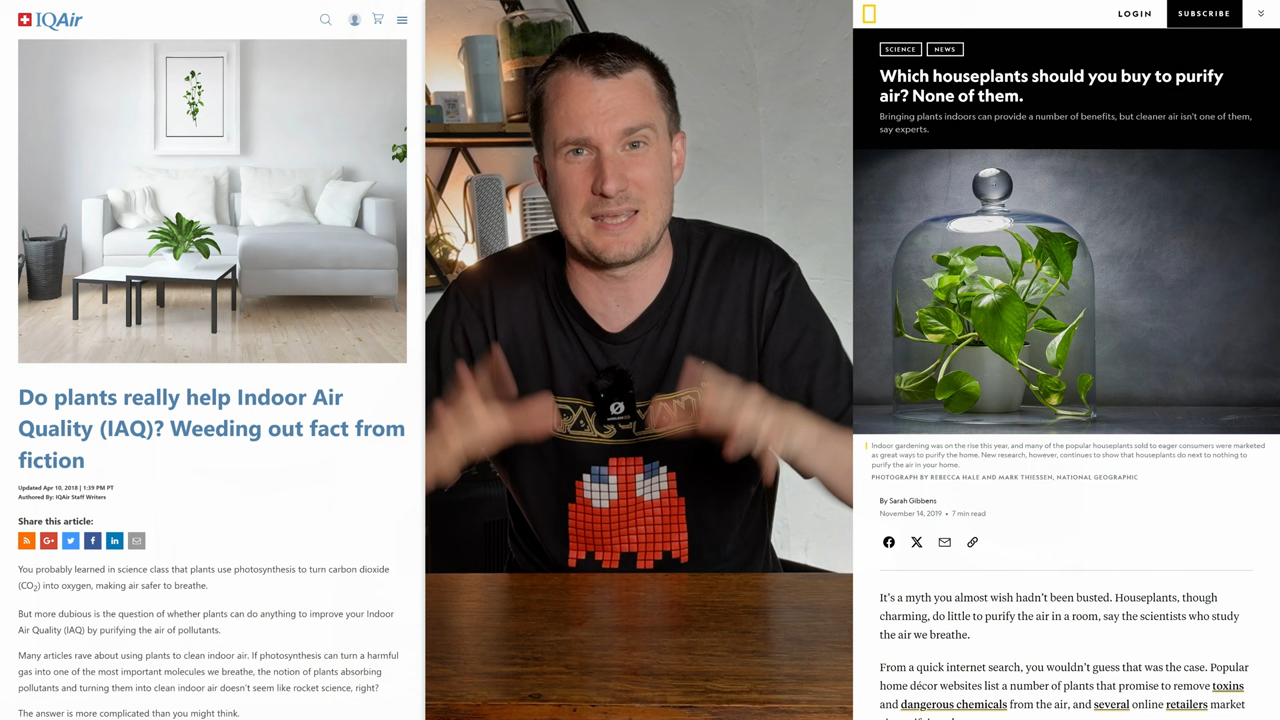 IQAir
Do plants really help Indoor Air
Quality (IAQ)? Weeding out fact from
fiction
Updated Apr 10, 2018 | 1:39 PM PT
Authored By: IQAir Staff Writers
Share this article:
You probably learned in science class that plants use photosynthesis to turn carbon dioxide
(CO2) into oxygen, making air safer to breathe.
But more dubious is the question of whether plants can do anything to improve your Indoor
Air Quality (IAQ) by purifying the air of pollutants.
Many articles rave about using plants to clean indoor air. If photosynthesis can turn a harmful
gas into one of the most important molecules we breathe, the notion of plants absorbing
pollutants and turning them into clean indoor air doesn't seem like rocket science, right?
The answer is more complicated than you might think.
PAC-MAN
LOGIN
SUBSCRIBE
SCIENCE
NEWS
Which houseplants should you buy to purify
air? None of them.
Bringing plants indoors can provide a number of benefits, but cleaner air isn't one of them,
say experts.
Indoor gardening was on the rise this year, and many of the popular houseplants sold to eager consumers were marketed
as great ways to purify the home. New research, however, continues to show that houseplants do next to nothing to
purify the air in your home.
PHOTOGRAPH BY REBECCA HALE AND MARK THIESSEN, NATIONAL GEOGRAPHIC
By Sarah Gibbens
November 14, 2019 • 7 min read
It's a myth you almost wish hadn't been busted. Houseplants, though
charming, do little to purify the air in a room, say the scientists who study
the air we breathe.
From a quick internet search, you wouldn't guess that was the case. Popular
home décor websites list a number of plants that promise to remove toxins
and dangerous chemicals from the air, and several online retailers market